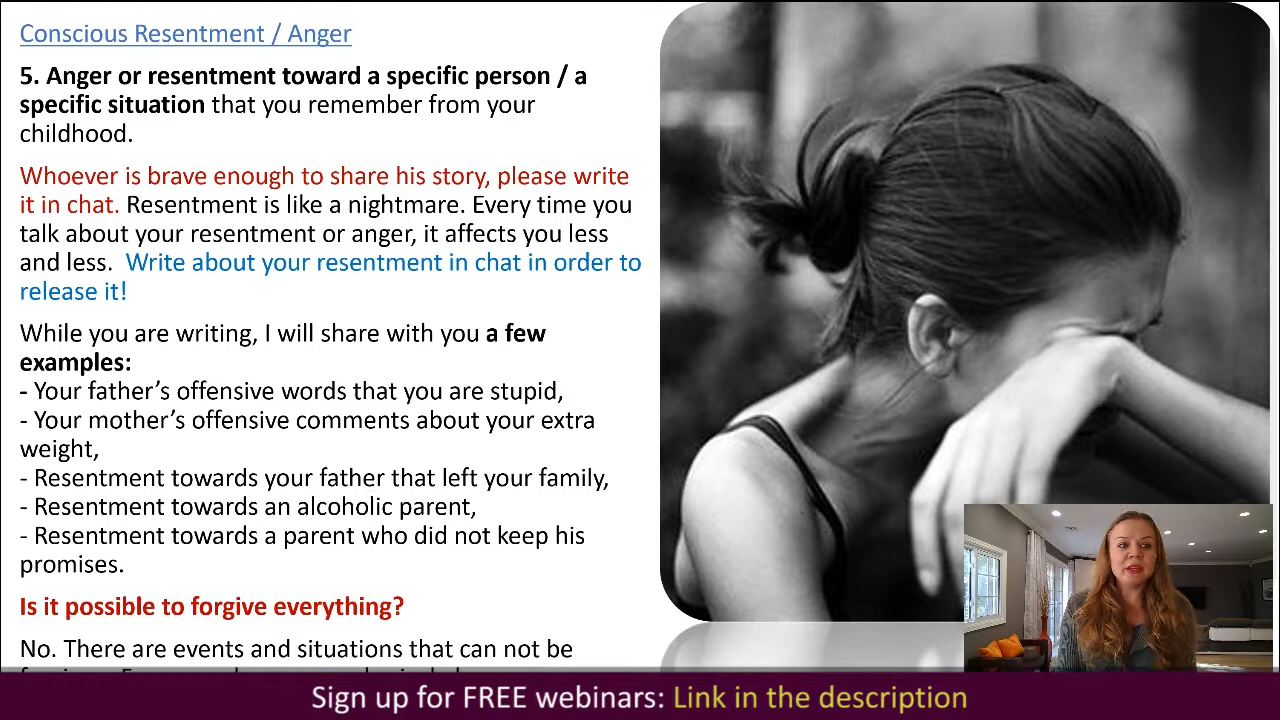 Conscious Resentment / Anger
5. Anger or resentment toward a specific person / a
specific situation that you remember from your
childhood.
Whoever is brave enough to share his story, please write
it in chat. Resentment is like a nightmare. Every time you
talk about your resentment or anger, it affects you less
and less.  Write about your resentment in chat in order to
release it!
While you are writing, I will share with you a few
examples:
- Your father’s offensive words that you are stupid,
- Your mother’s offensive comments about your extra
weight,
- Resentment towards your father that left your family,
- Resentment towards an alcoholic parent,
- Resentment towards a parent who did not keep his
promises.
Is it possible to forgive everything?
No. There are events and situations that can not be
Sign up for FREE webinars: Link in the description